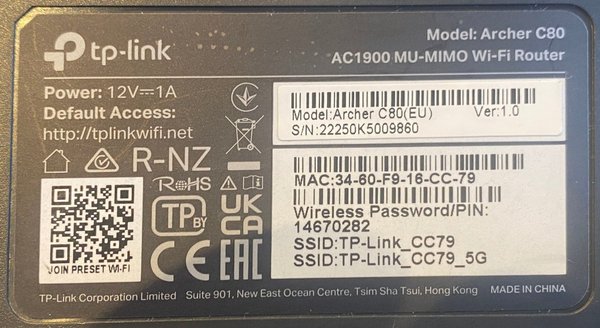 tp-link
Model: Archer C80
AC1900 MU-MIMO Wi-Fi Router
Power: 12V⎓1A
Default Access:
http://tplinkwifi.net
R-NZ
RoHS
TP BY
UK
CA
CE EAC
JOIN PRESET WI-FI
Model:Archer C80(EU) Ver:1.0
S/N:22250K5009860
MAC:34-60-F9-16-CC-79
Wireless Password/PIN:
14670282
SSID:TP-Link_CC79
SSID:TP-Link_CC79_5G
TP-Link Corporation Limited Suite 901, New East Ocean Centre, Tsim Sha Tsui, Hong Kong MADE IN CHINA